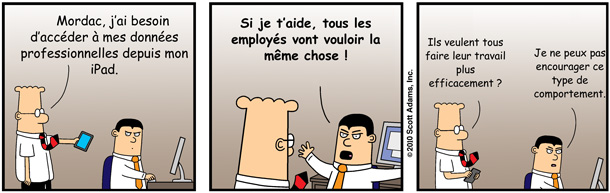 Mordac, j'ai besoin
d'accéder à mes données
professionnelles depuis mon
iPad.
Si je t'aide, tous les
employés vont vouloir la
même chose !
©2010 Scott Adams, Inc.
Ils veulent tous
faire leur travail
plus
efficacement ?
Je ne peux pas
encourager ce
type de
comportement.